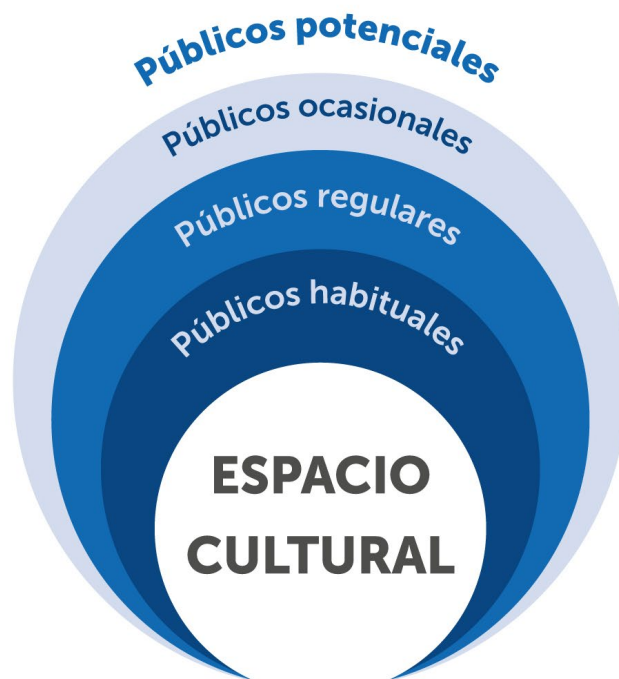 Públicos potenciales
Públicos ocasionales
Públicos regulares
Públicos habituales
ESPACIO
CULTURAL